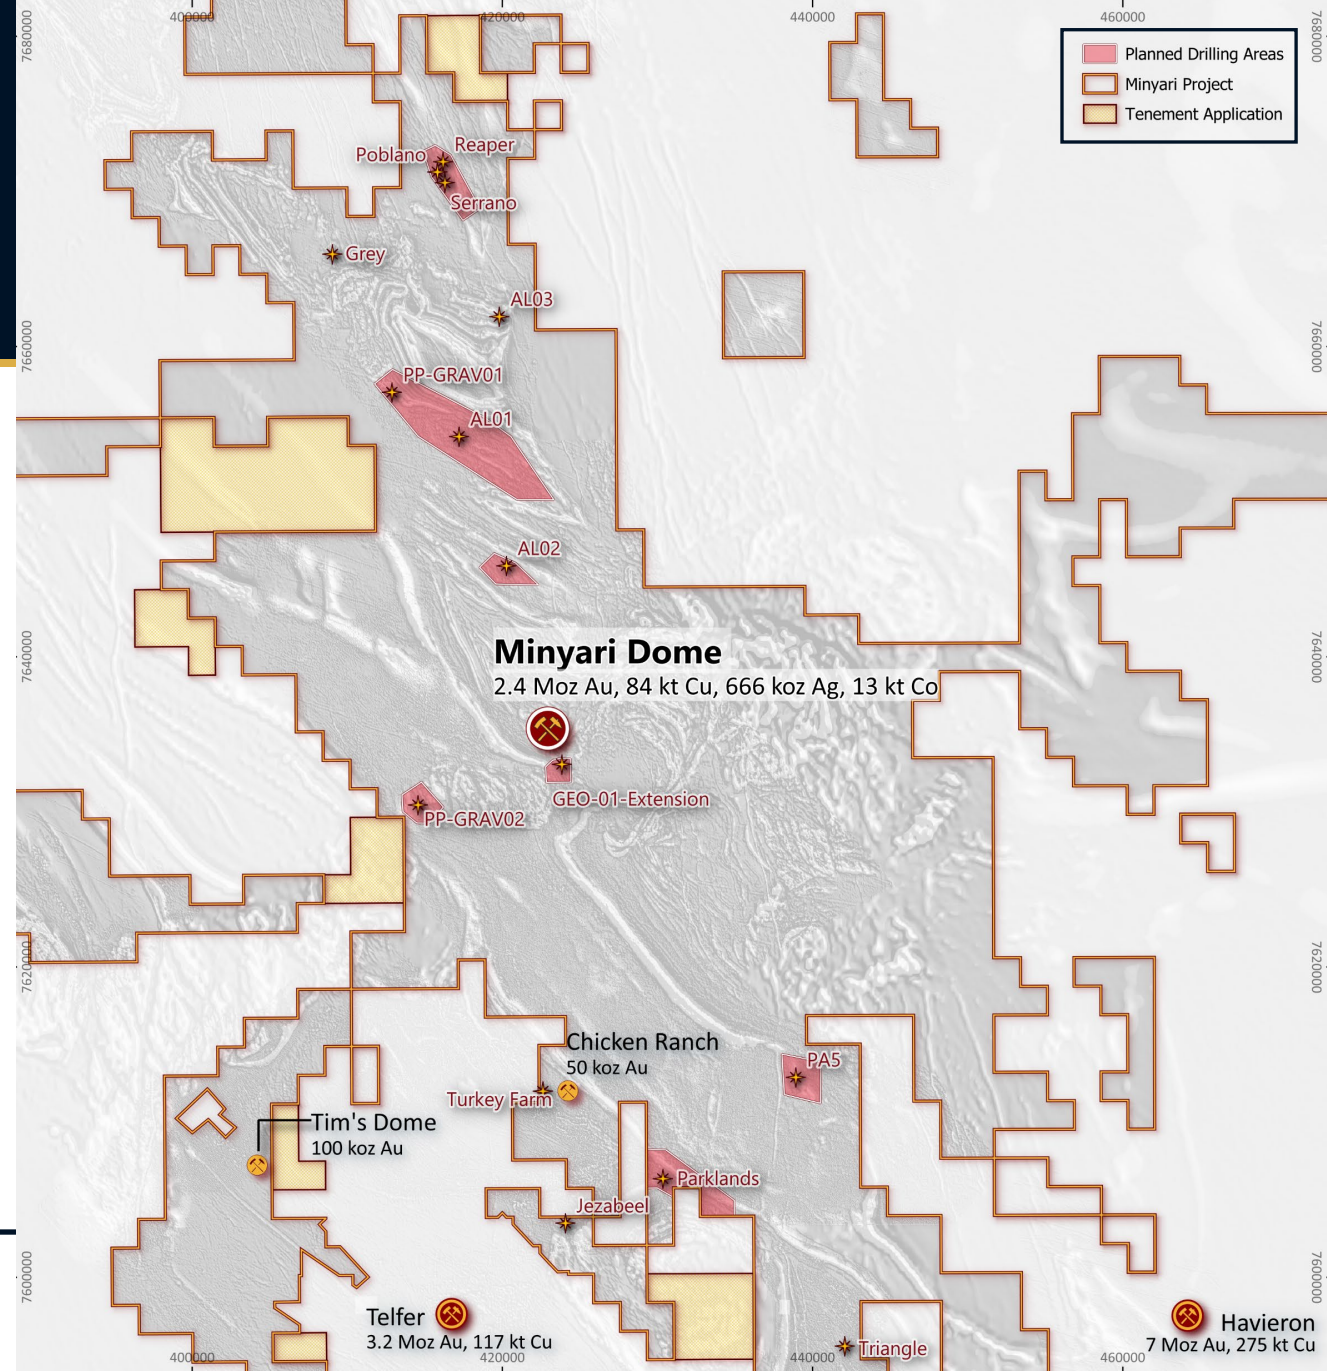 400000
420000
440000
460000
7680000
7680000
Planned Drilling Areas
Minyari Project
Tenement Application
Reaper
Poblano
Serrano
Grey
AL03
7660000
7660000
PP-GRAV01
AL01
AL02
Minyari Dome
2.4 Moz Au, 84 kt Cu, 666 koz Ag, 13 kt Co
7640000
7640000
GEO-01-Extension
PP-GRAV02
7620000
7620000
Chicken Ranch
50 koz Au
PA5
Turkey Farm
Tim's Dome
100 koz Au
Parklands
Jezabeel
7600000
7600000
Telfer
3.2 Moz Au, 117 kt Cu
Havieron
7 Moz Au, 275 kt Cu
Triangle
400000
420000
440000
460000